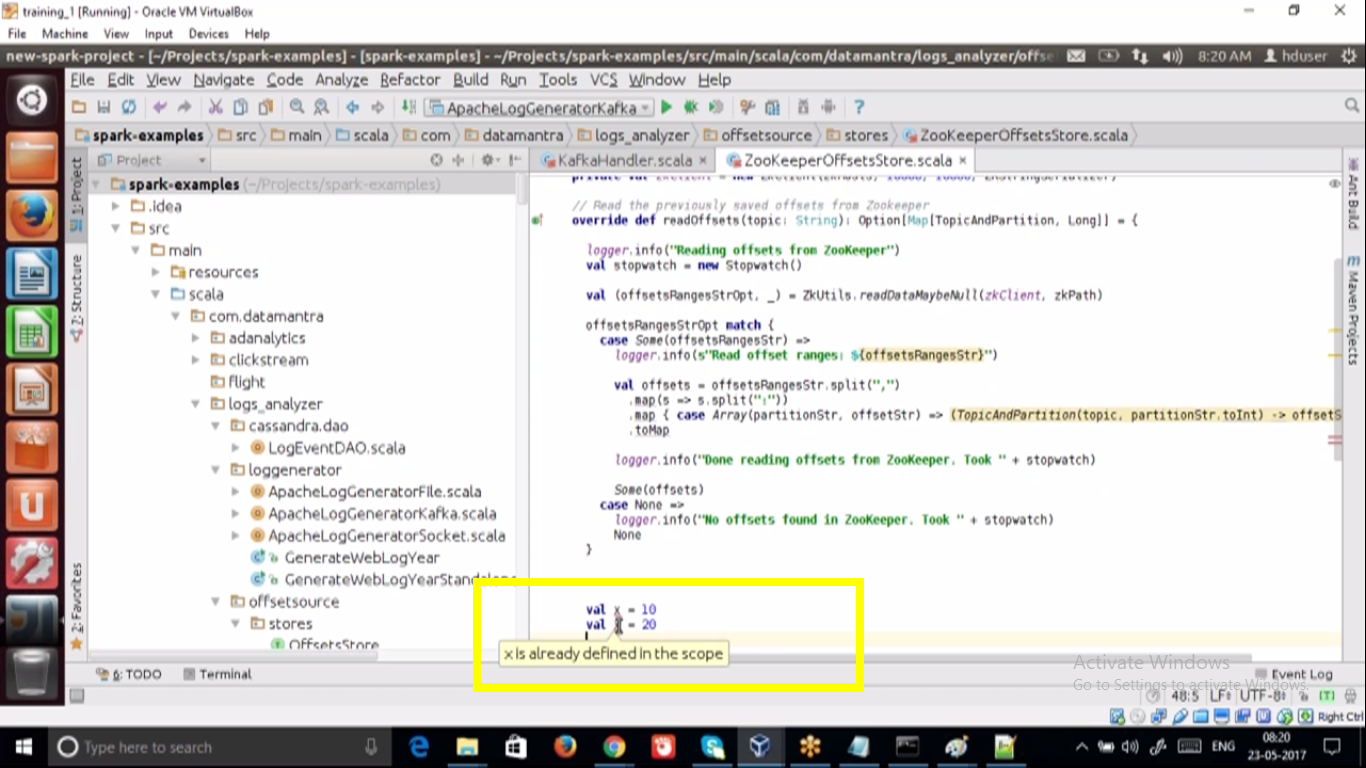 training_1 [Running] - Oracle VM VirtualBox
File Machine View Input Devices Help
new-spark-project - [~/Projects/spark-examples] - [spark-examples] - ~/Projects/spark-examples/src/main/scala/com/datamantra/logs_analyzer/offse
8:20 AM hduser
File Edit View Navigate Code Analyze Refactor Build Run Tools VCS Window Help
ApacheLogGeneratorKafka
spark-examples src main scala com datamantra logs_analyzer offsetsource stores ZooKeeperOffsetsStore.scala
1: Project
Z: Structure
2: Favorites
Project
spark-examples (~/Projects/spark-examples)
.idea
src
main
resources
scala
com.datamantra
adanalytics
clickstream
flight
logs_analyzer
cassandra.dao
LogEventDAO.scala
loggenerator
ApacheLogGeneratorFile.scala
ApacheLogGeneratorKafka.scala
ApacheLogGeneratorSocket.scala
GenerateWebLogYear
GenerateWebLogYearStandalone
offsetsource
stores
OffsetsStore
KafkaHandler.scala ZooKeeperOffsetsStore.scala
private val zkClient = new ZkClient(zkHosts, 10000, 10000, ZkStringSerializer)
// Read the previously saved offsets from Zookeeper
override def readOffsets(topic: String): Option[Map[TopicAndPartition, Long]] = {
logger.info("Reading offsets from ZooKeeper")
val stopwatch = new Stopwatch()
val (offsetsRangesStrOpt, _) = ZkUtils.readDataMaybeNull(zkClient, zkPath)
offsetsRangesStrOpt match {
case Some(offsetsRangesStr) =>
logger.info(s"Read offset ranges: ${offsetsRangesStr}")
val offsets = offsetsRangesStr.split(",")
.map(s => s.split(":"))
.map { case Array(partitionStr, offsetStr) => (TopicAndPartition(topic, partitionStr.toInt) -> offsetS
.toMap
logger.info("Done reading offsets from ZooKeeper. Took " + stopwatch)
Some(offsets)
case None =>
logger.info("No offsets found in ZooKeeper. Took " + stopwatch)
None
}
val x = 10
val x = 20
x is already defined in the scope
Ant Build
Maven Projects
Activate Windows
Go to Settings to activate Windows.
6: TODO Terminal Event Log
48:5 LF UTF-8
Right Ctrl
Type here to search
ENG
08:20
23-05-2017